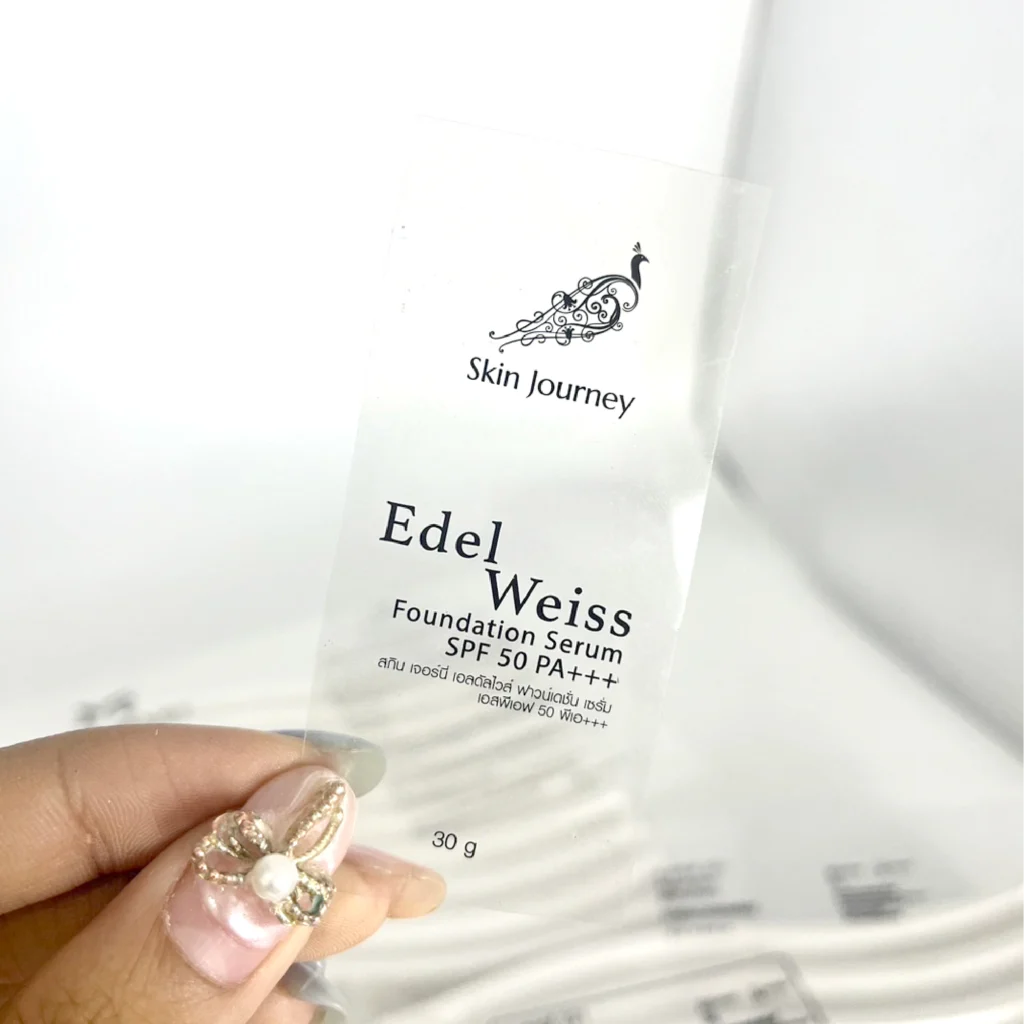 Skin Journey
Edel
Weiss
Foundation Serum
SPF 50 PA+++
สกิน เจอร์นี่ เอลดัลไวส์ ฟาวน์เดชั่น เซรั่ม
เอสพีเอฟ 50 พีเอ+++
30 g